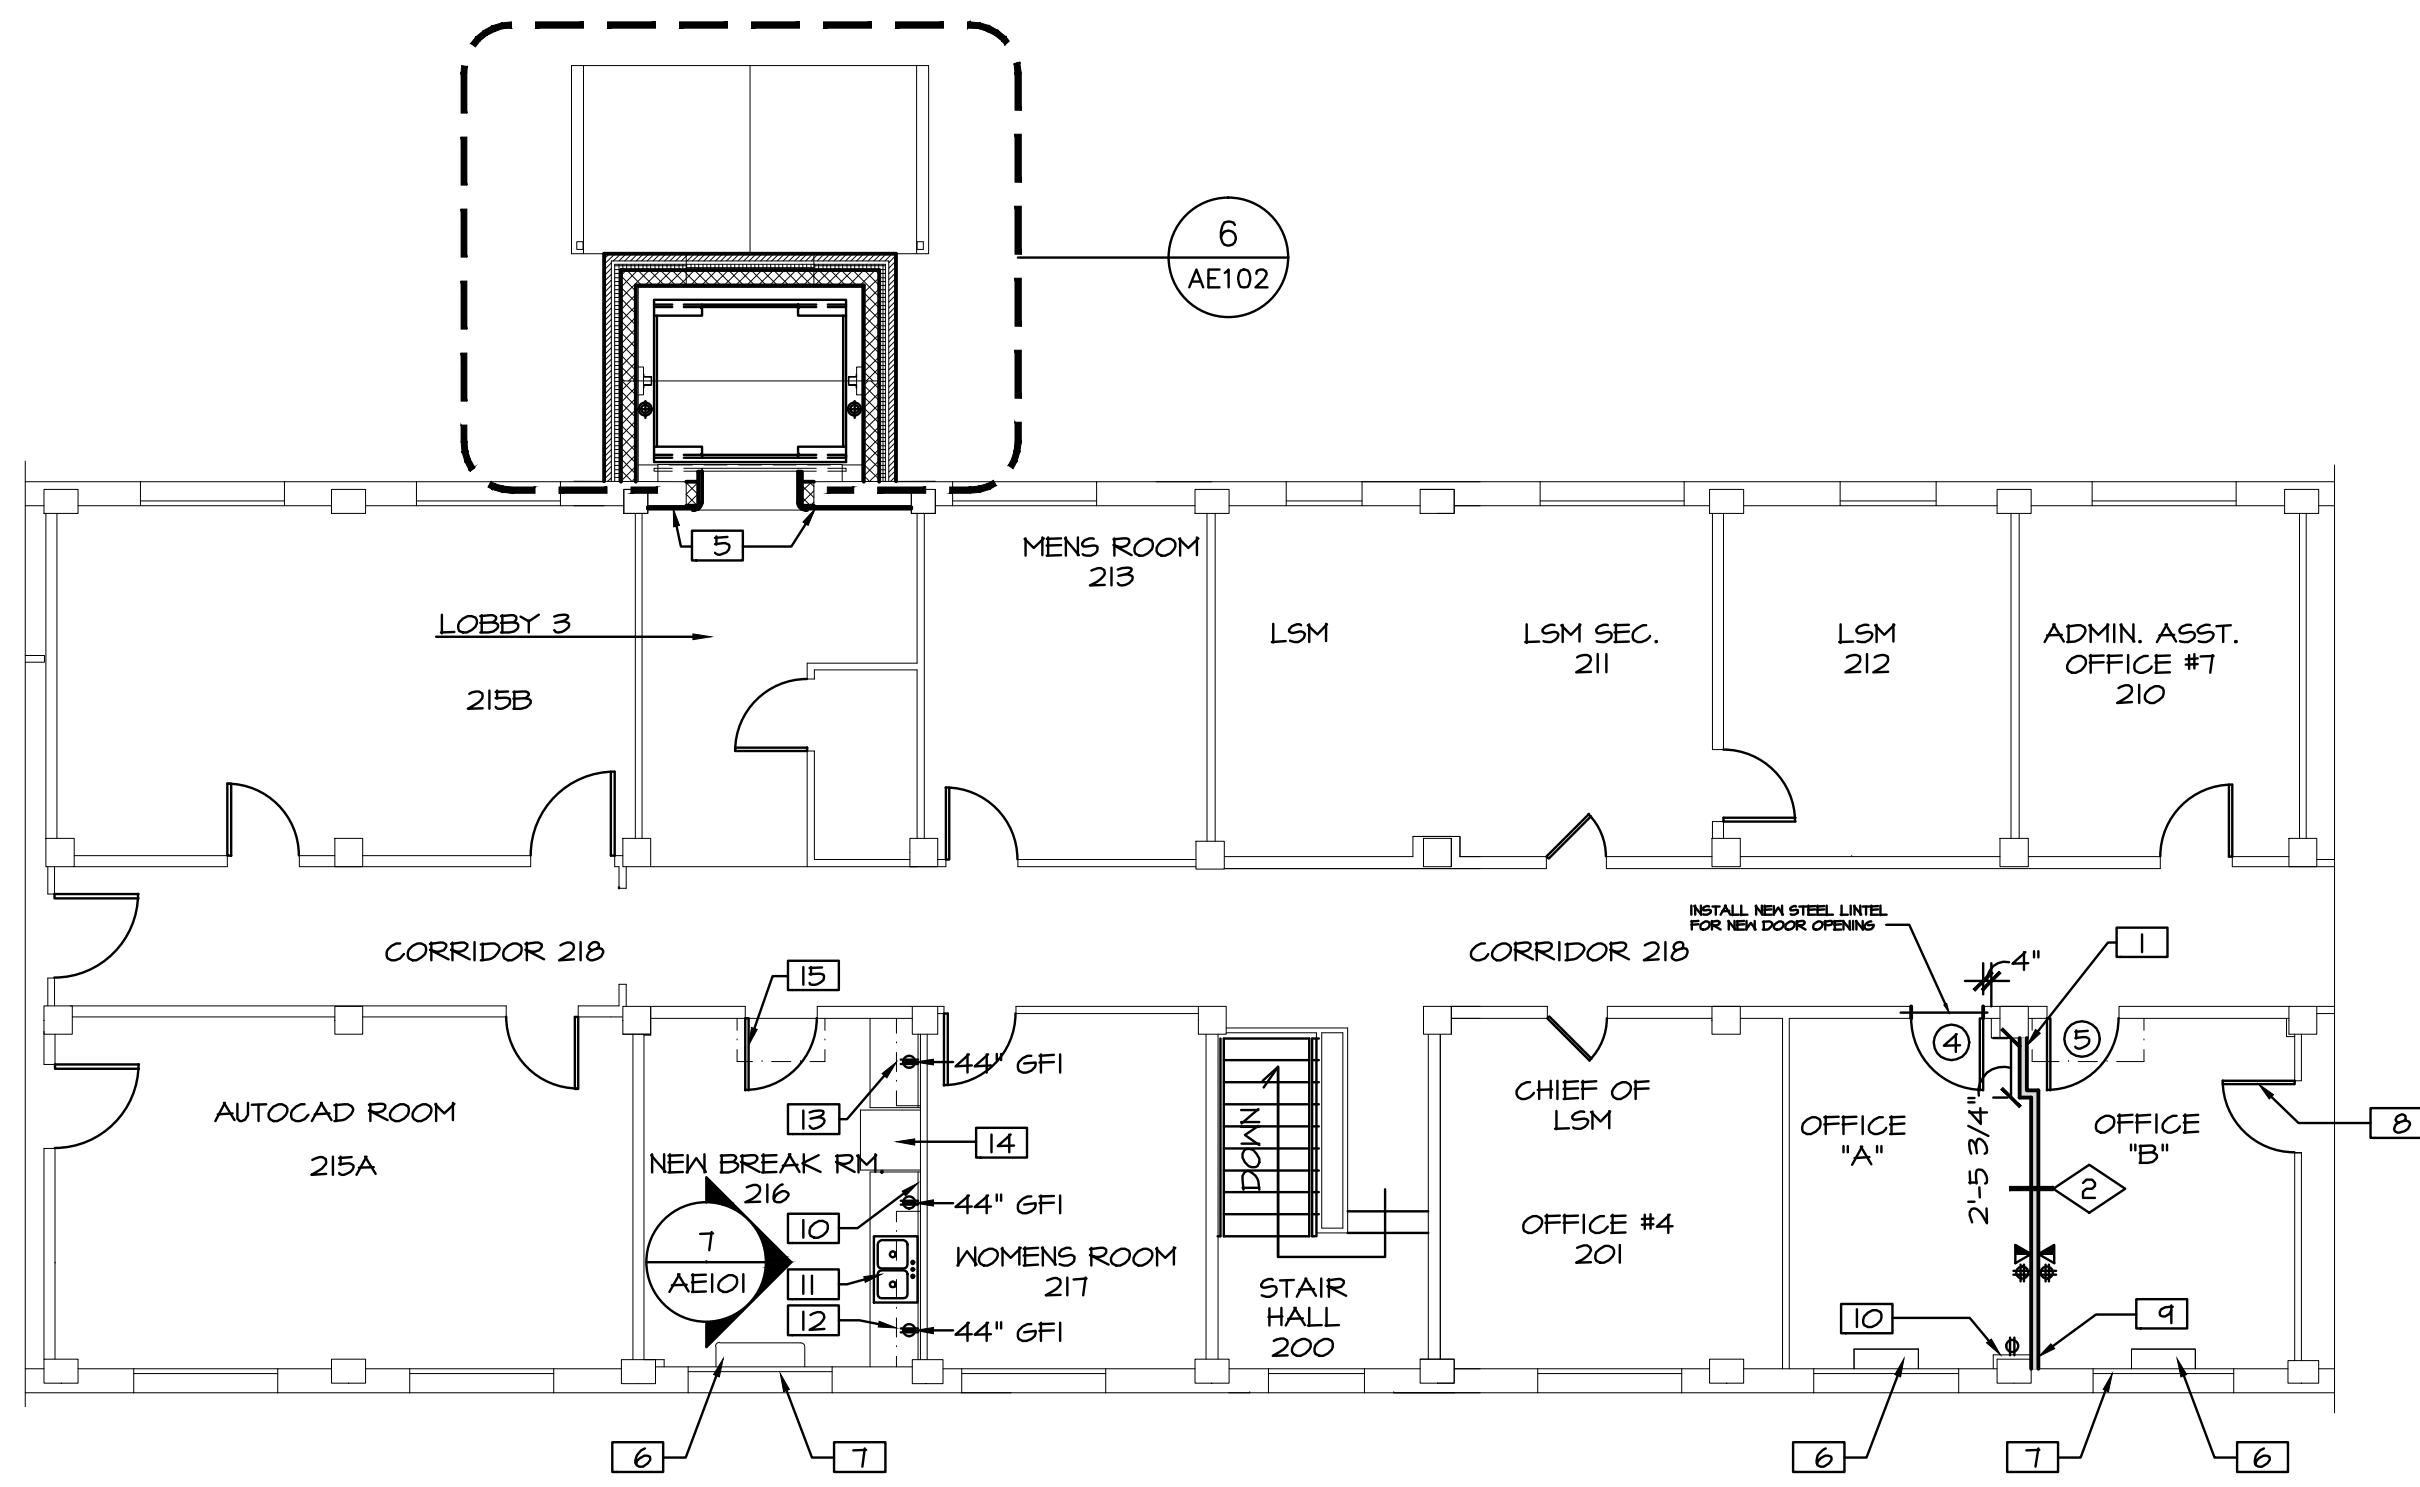 6
AE102
5
MENS ROOM
213
LOBBY 3
215B
LSM
LSM SEC.
211
LSM
212
ADMIN. ASST.
OFFICE #7
210
INSTALL NEW STEEL LINTEL
FOR NEW DOOR OPENING
CORRIDOR 218
CORRIDOR 218
15
4"
1
4
5
44" GFI
13
14
8
AUTOCAD ROOM
215A
NEW BREAK RM.
216
10
44" GFI
7
AE101
11
12
44" GFI
WOMENS ROOM
217
DOWN
STAIR
HALL
200
CHIEF OF
LSM
OFFICE #4
201
OFFICE
"A"
2'-5 3/4"
OFFICE
"B"
2
10
9
6
7
6
7
6